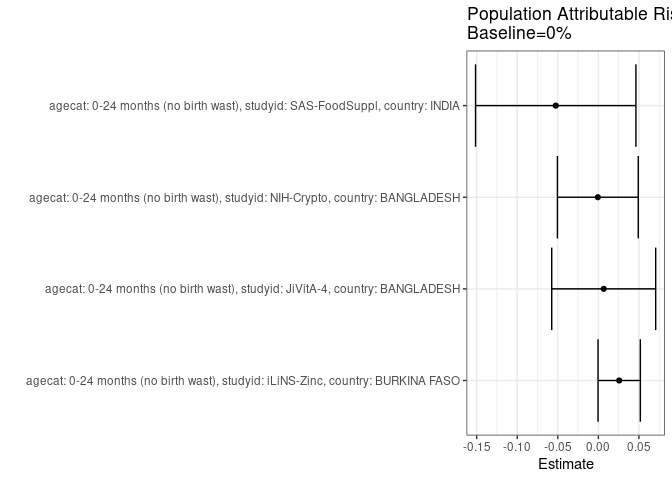 Population Attributable Ris
Baseline=0%
agecat: 0-24 months (no birth wast), studyid: SAS-FoodSuppl, country: INDIA
agecat: 0-24 months (no birth wast), studyid: NIH-Crypto, country: BANGLADESH
agecat: 0-24 months (no birth wast), studyid: JiVitA-4, country: BANGLADESH
agecat: 0-24 months (no birth wast), studyid: iLiNS-Zinc, country: BURKINA FASO
-0.15 -0.10 -0.05 0.00 0.05
Estimate